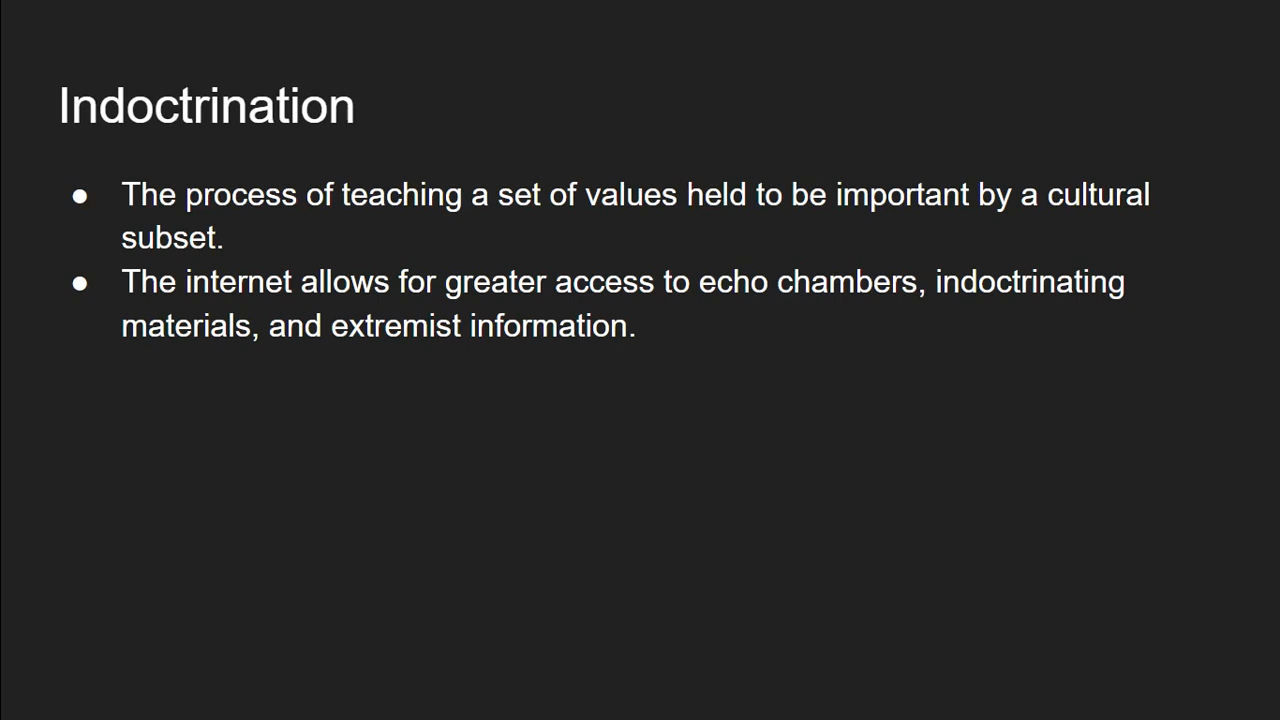 Indoctrination
● The process of teaching a set of values held to be important by a cultural
subset.
● The internet allows for greater access to echo chambers, indoctrinating
materials, and extremist information.